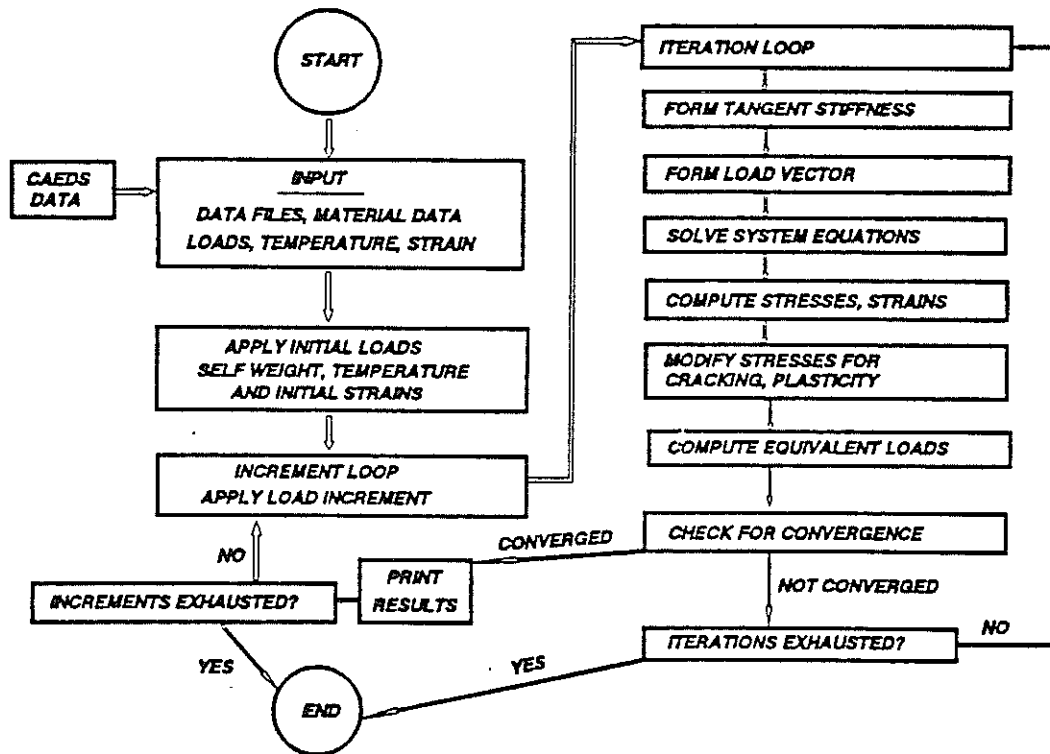 START
CAEDS
DATA
INPUT
DATA FILES, MATERIAL DATA
LOADS, TEMPERATURE, STRAIN
APPLY INITIAL LOADS
SELF WEIGHT, TEMPERATURE
AND INITIAL STRAINS
INCREMENT LOOP
APPLY LOAD INCREMENT
NO
INCREMENTS EXHAUSTED?
PRINT
RESULTS
YES
END
ITERATION LOOP
FORM TANGENT STIFFNESS
FORM LOAD VECTOR
SOLVE SYSTEM EQUATIONS
COMPUTE STRESSES, STRAINS
MODIFY STRESSES FOR
CRACKING, PLASTICITY
COMPUTE EQUIVALENT LOADS
CHECK FOR CONVERGENCE
CONVERGED
NOT CONVERGED
ITERATIONS EXHAUSTED?
NO
YES